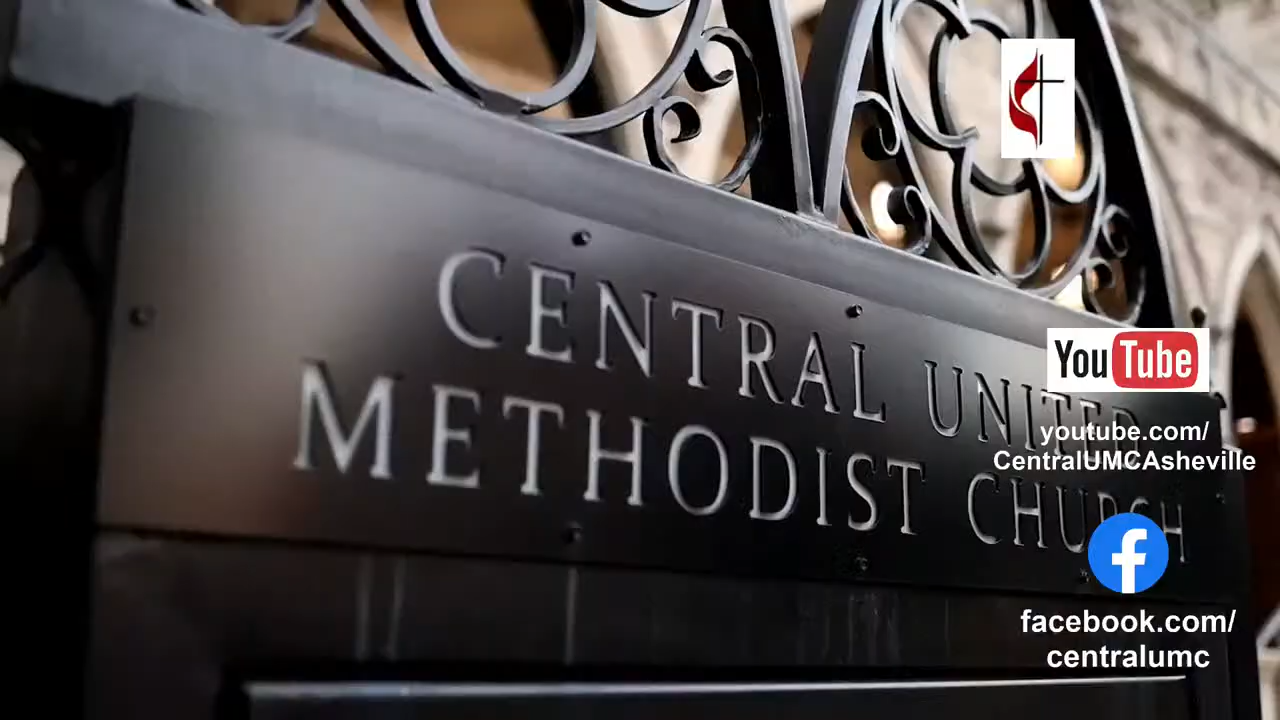 CENTRAL UNITED
METHODIST CHURCH
YouTube
youtube.com/
CentralUMCAsheville
facebook.com/
centralumc